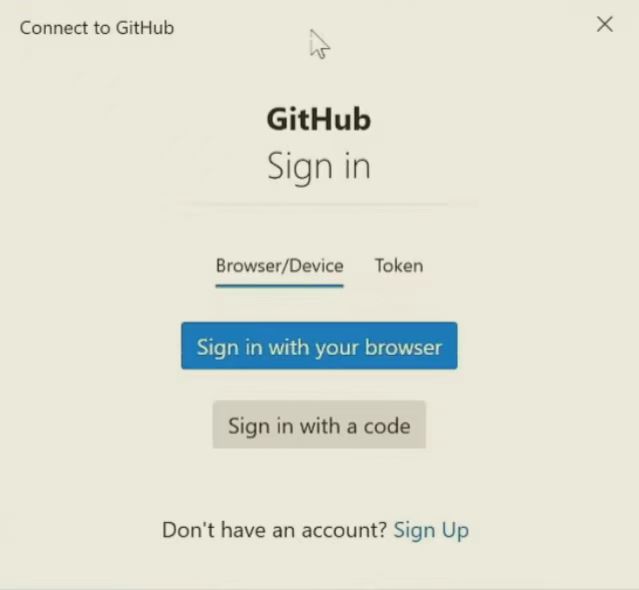 Connect to GitHub
GitHub
Sign in
Browser/Device Token
Sign in with your browser
Sign in with a code
Don't have an account? Sign Up